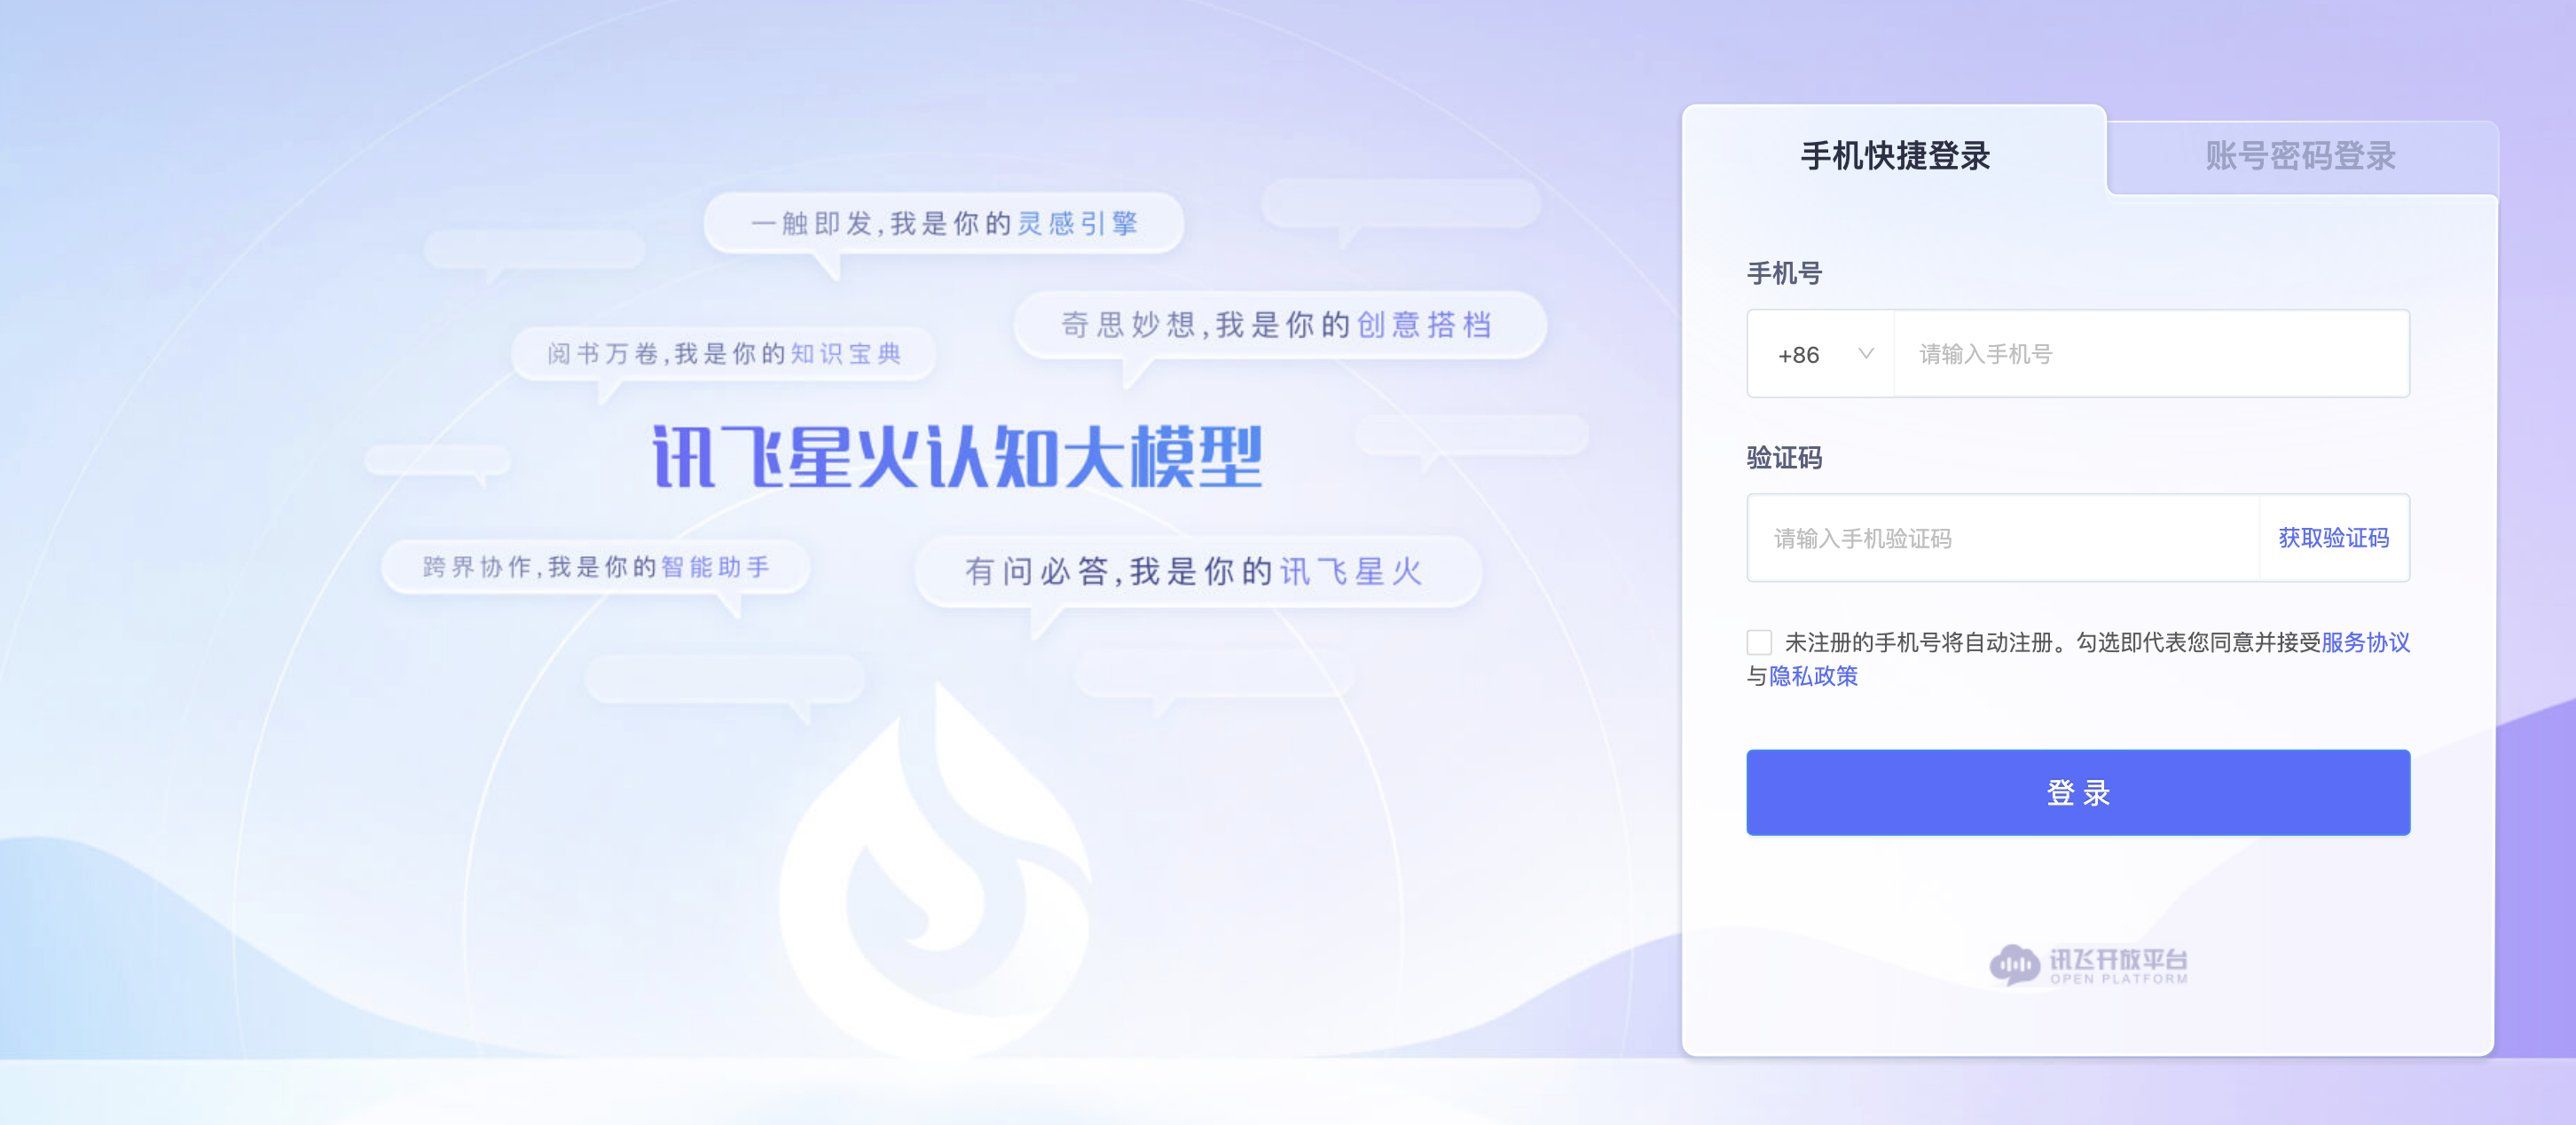 一触即发,我是你的灵感引擎
奇思妙想,我是你的创意搭档
阅书万卷,我是你的知识宝典
讯飞星火认知大模型
跨界协作,我是你的智能助手
有问必答,我是你的讯飞星火
手机快捷登录
账号密码登录
手机号
+86
请输入手机号
验证码
请输入手机验证码
获取验证码
未注册的手机号将自动注册。勾选即代表您同意并接受服务协议
与隐私政策
登录
讯飞开放平台
OPEN PLATFORM